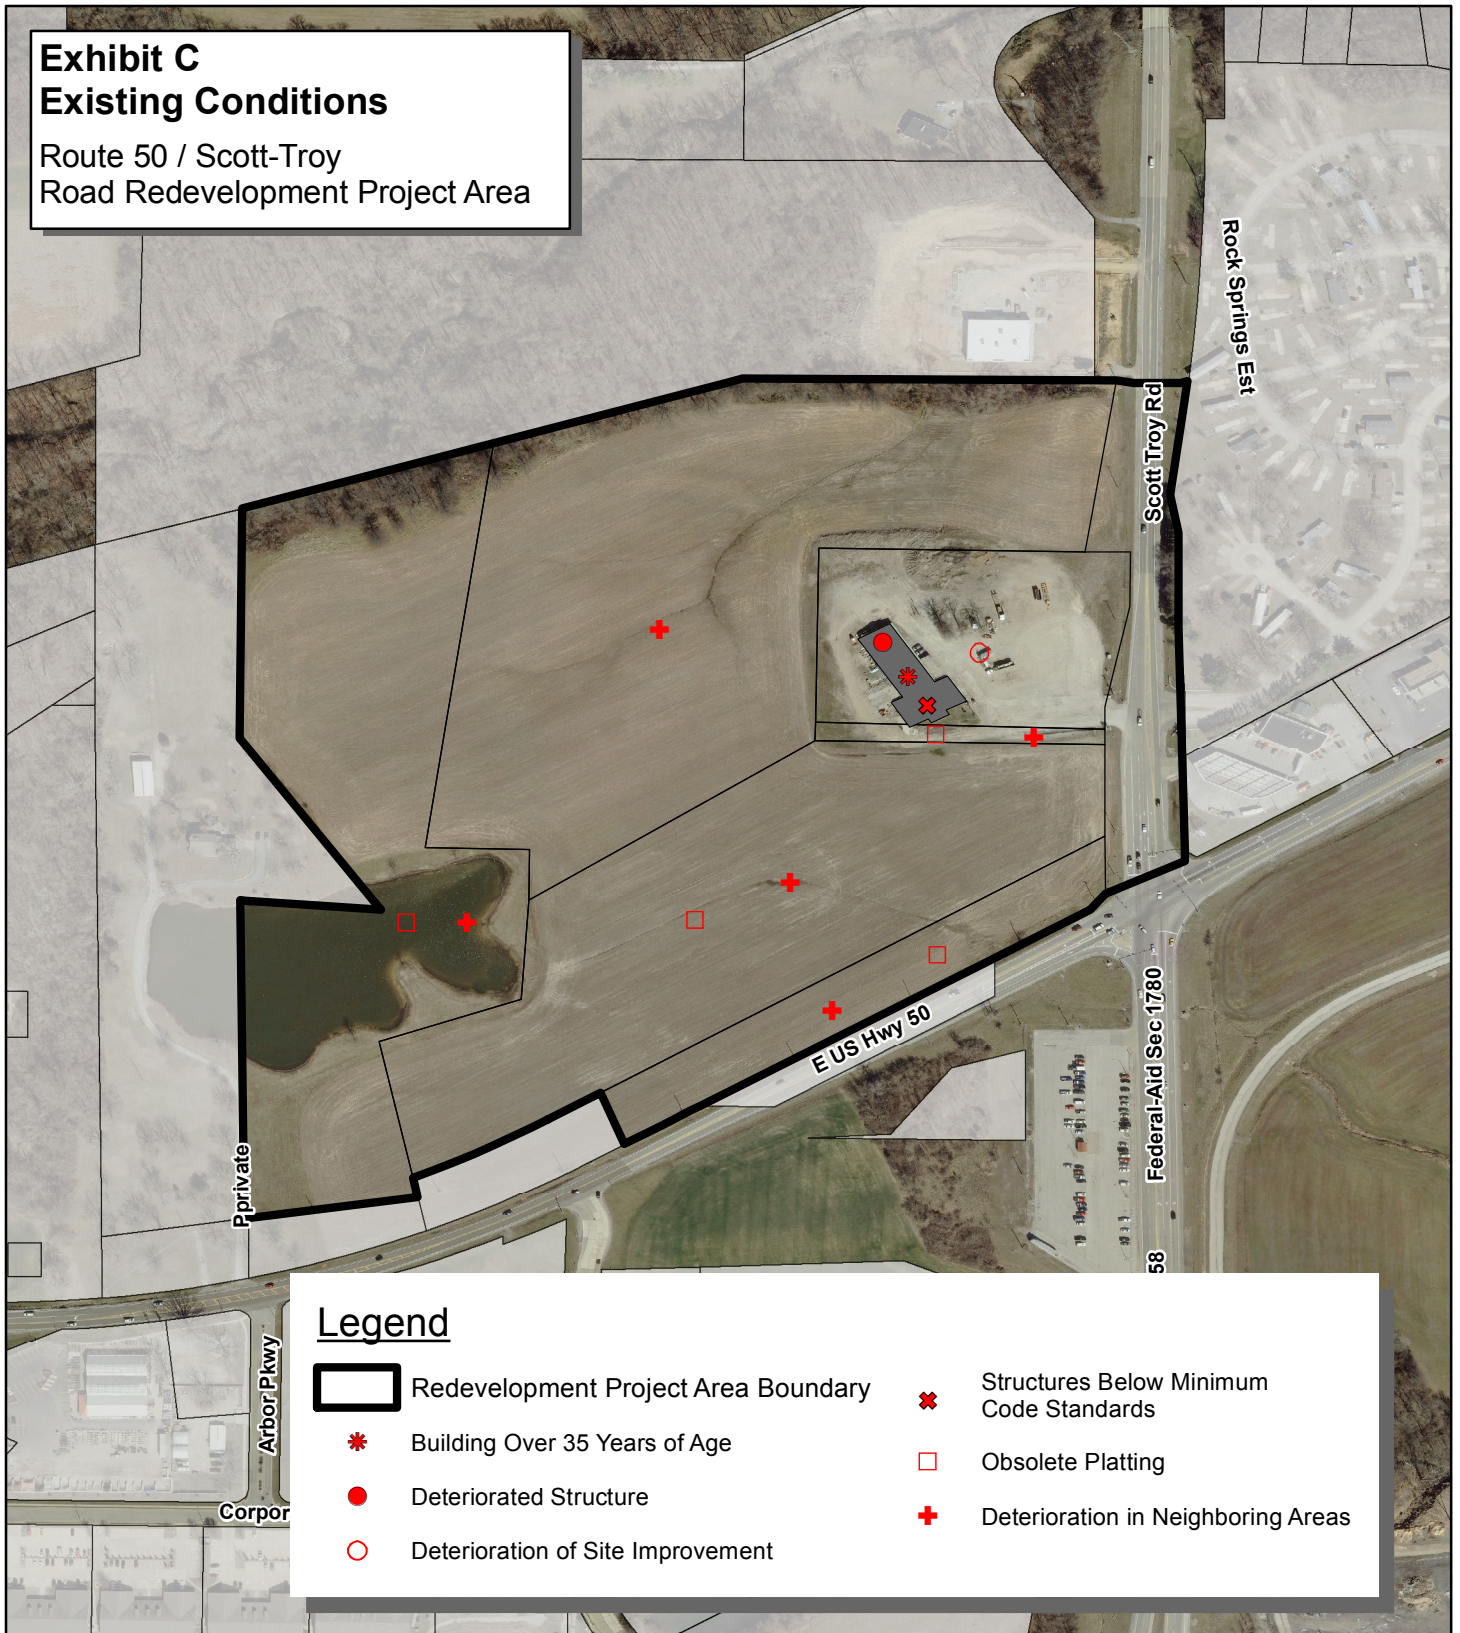 Exhibit C
Existing Conditions
Route 50 / Scott-Troy
Road Redevelopment Project Area
Rock Springs Est
Scott Troy Rd
E US Hwy 50
Federal-Aid Sec 1780
Pprivate
58
Arbor Pkwy
Corpor
Legend
Redevelopment Project Area Boundary
Building Over 35 Years of Age
Deteriorated Structure
Deterioration of Site Improvement
Structures Below Minimum
Code Standards
Obsolete Platting
Deterioration in Neighboring Areas